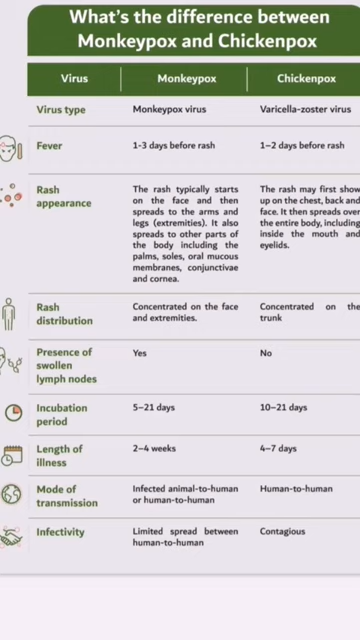 What's the difference between
Monkeypox and Chickenpox
Virus
Monkeypox
Chickenpox
Virus type
Monkeypox virus
Varicella-zoster virus
Fever
1-3 days before rash
1–2 days before rash
Rash
appearance
The rash typically starts
on the face and then
spreads to the arms and
legs (extremities). It also
spreads to other parts of
the body including the
palms, soles, oral mucous
membranes, conjunctivae
and cornea.
The rash may first show
up on the chest, back and
face. It then spreads over
the entire body, including
inside the mouth and
eyelids.
Rash
distribution
Concentrated on the face
and extremities.
Concentrated on the
trunk
Presence of
swollen
lymph nodes
Yes
No
Incubation
period
5–21 days
10–21 days
Length of
illness
2–4 weeks
4–7 days
Mode of
transmission
Infected animal-to-human
or human-to-human
Human-to-human
Infectivity
Limited spread between
human-to-human
Contagious